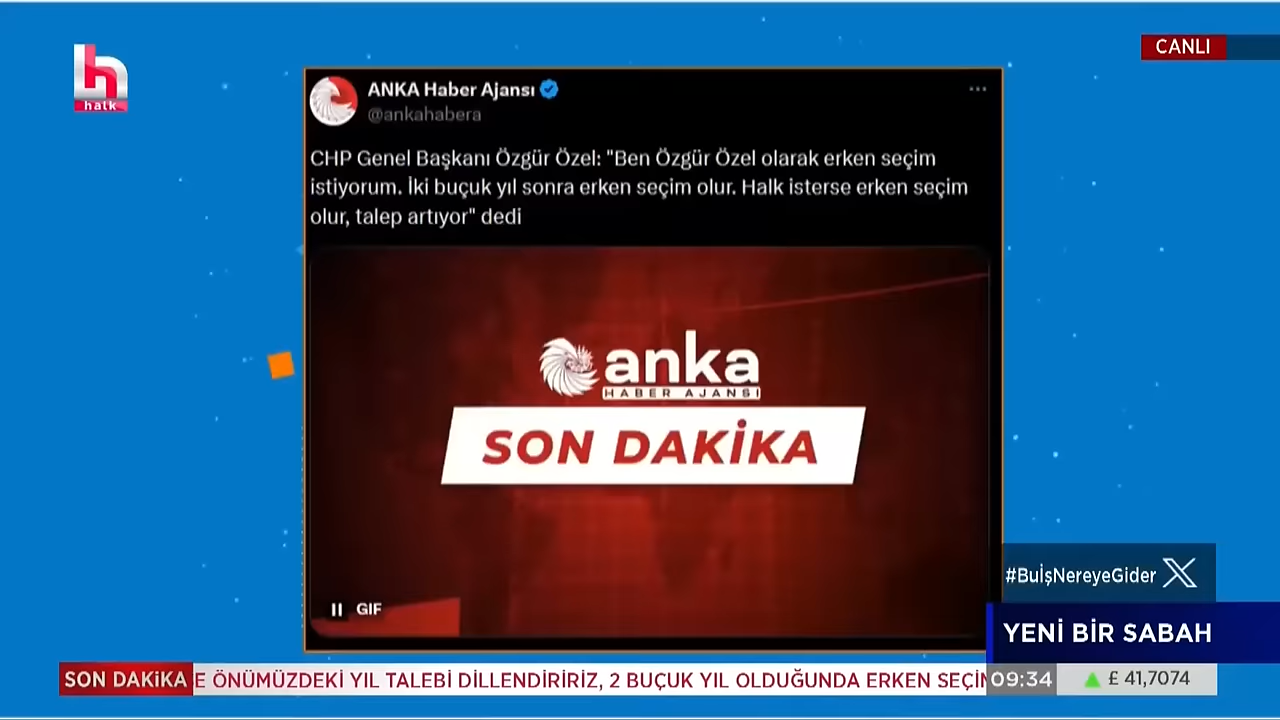 h
halk
CANLI
ANKA Haber Ajansı
@ankahabera
CHP Genel Başkanı Özgür Özel: "Ben Özgür Özel olarak erken seçim
istiyorum. İki buçuk yıl sonra erken seçim olur. Halk isterse erken seçim
olur, talep artıyor" dedi
anka
HABER AJANSI
SON DAKİKA
GIF
#BuİşNereyeGider X
YENİ BİR SABAH
SON DAKİKA E ÖNÜMÜZDEKİ YIL TALEBİ DİLLENDİRİRİZ, 2 BUÇUK YIL OLDUĞUNDA ERKEN SEÇİM 09:34 £ 41,7074